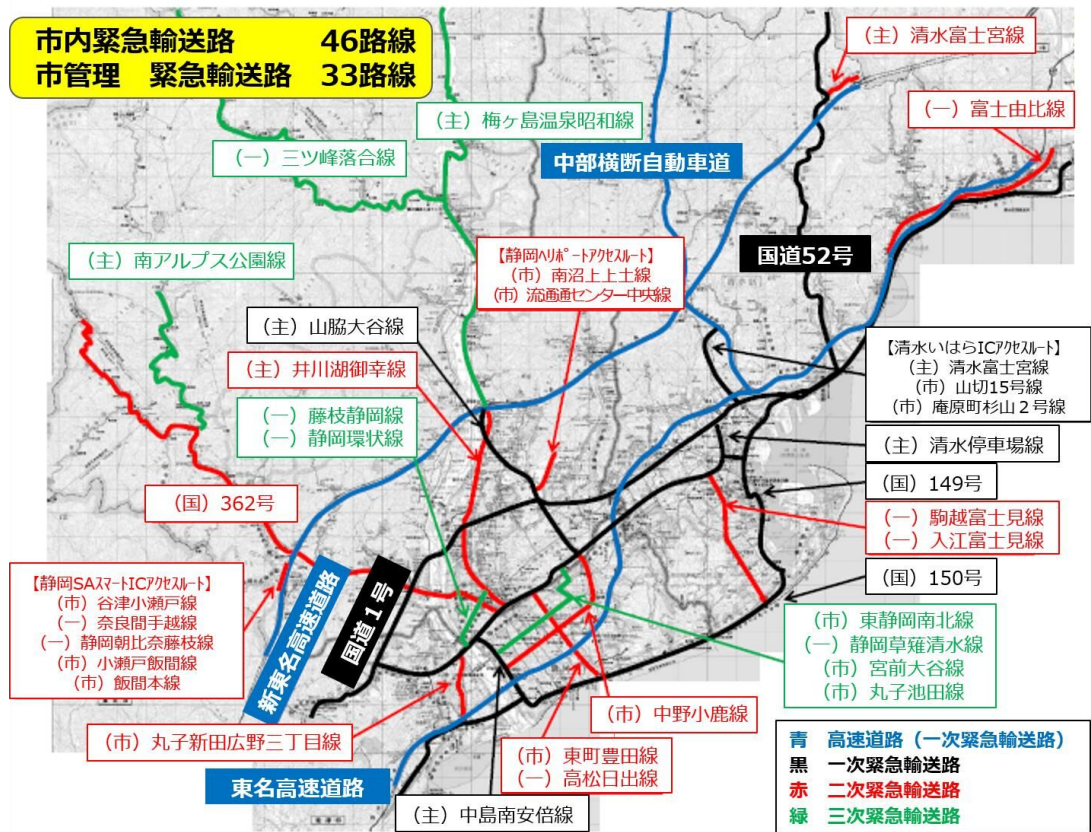 市内緊急輸送路　46路線
市管理　緊急輸送路　33路線
（主）清水富士宮線
（一）富士由比線
（主）梅ヶ島温泉昭和線
（一）三ツ峰落合線
中部横断自動車道
国道52号
（主）南アルプス公園線
【静岡ﾍﾘﾎﾟｰﾄｱｸｾｽﾙｰﾄ】
（市）南沼上上土線
（市）流通通センター中央線
（主）山脇大谷線
（主）井川湖御幸線
（一）藤枝静岡線
（一）静岡環状線
【清水いはらICｱｸｾｽﾙｰﾄ】
（主）清水富士宮線
（市）山切15号線
（市）庵原町杉山２号線
（主）清水停車場線
（国）149号
（国）362号
（一）駒越富士見線
（一）入江富士見線
（国）150号
【静岡SAｽﾏｰﾄICｱｸｾｽﾙｰﾄ】
（市）谷津小瀬戸線
（一）奈良間手越線
（一）静岡朝比奈藤枝線
（市）小瀬戸飯間線
（市）飯間本線
新東名高速道路
国道１号
（市）東静岡南北線
（一）静岡草薙清水線
（市）宮前大谷線
（市）丸子池田線
（市）中野小鹿線
（市）丸子新田広野三丁目線
（市）東町豊田線
（一）高松日出線
東名高速道路
（主）中島南安倍線
青　高速道路（一次緊急輸送路）
黒　一次緊急輸送路
赤　二次緊急輸送路
緑　三次緊急輸送路